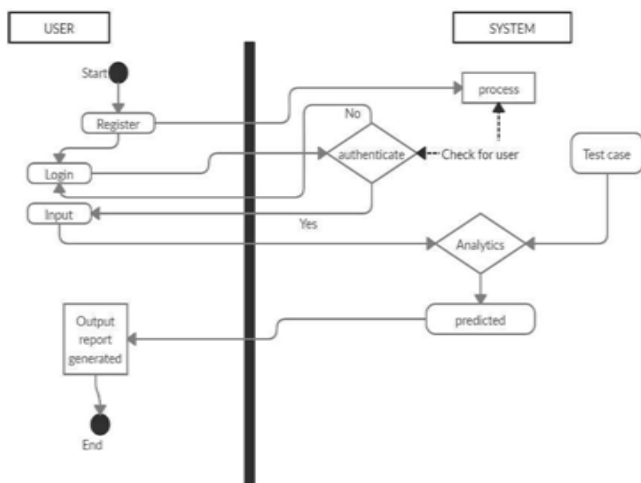 USER
SYSTEM
Start
process
Register
No
authenticate
Check for user
Test case
Login
Input
Yes
Analytics
Output
report
generated
predicted
End